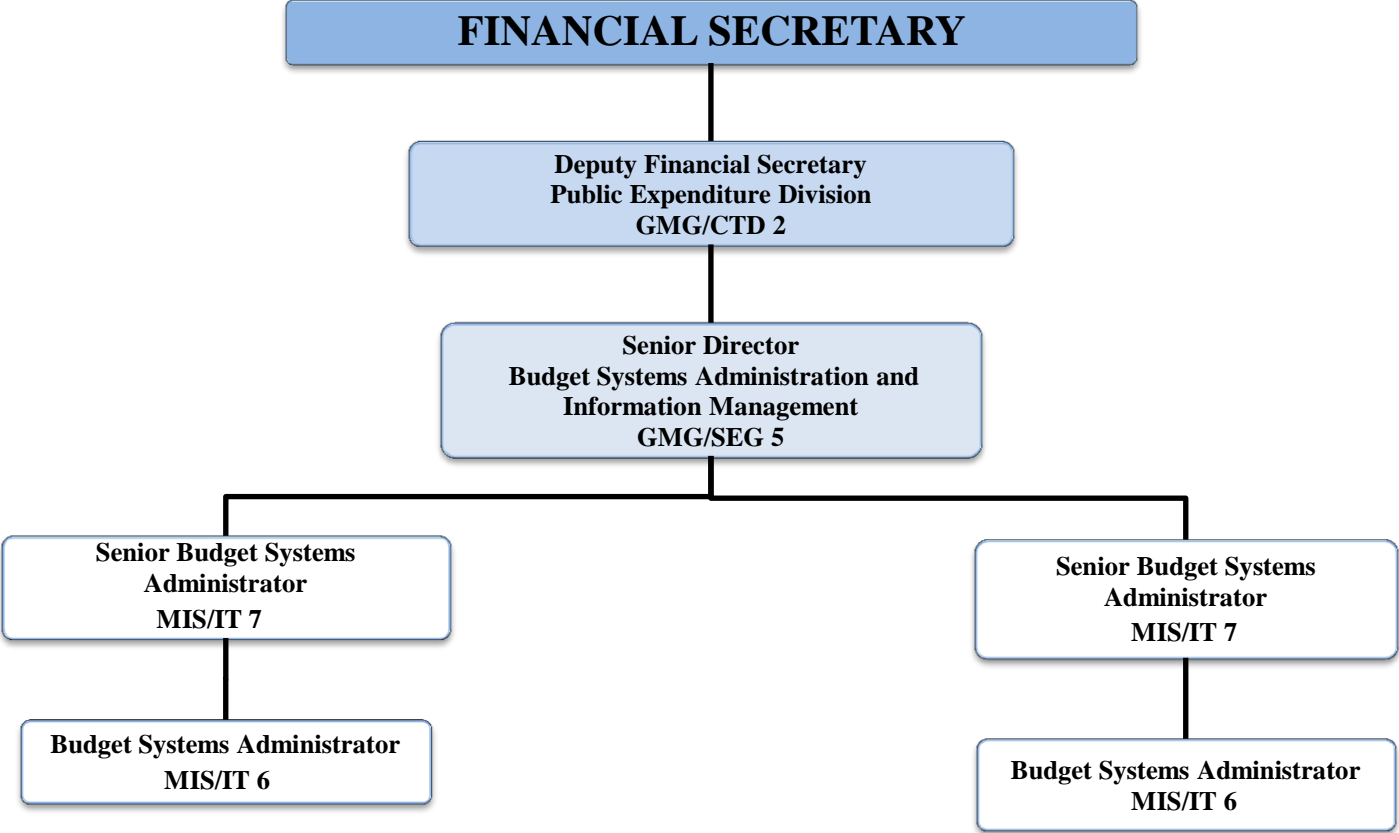 FINANCIAL SECRETARY
Deputy Financial Secretary
Public Expenditure Division
GMG/CTD 2
Senior Director
Budget Systems Administration and
Information Management
GMG/SEG 5
Senior Budget Systems
Administrator
MIS/IT 7
Senior Budget Systems
Administrator
MIS/IT 7
Budget Systems Administrator
MIS/IT 6
Budget Systems Administrator
MIS/IT 6